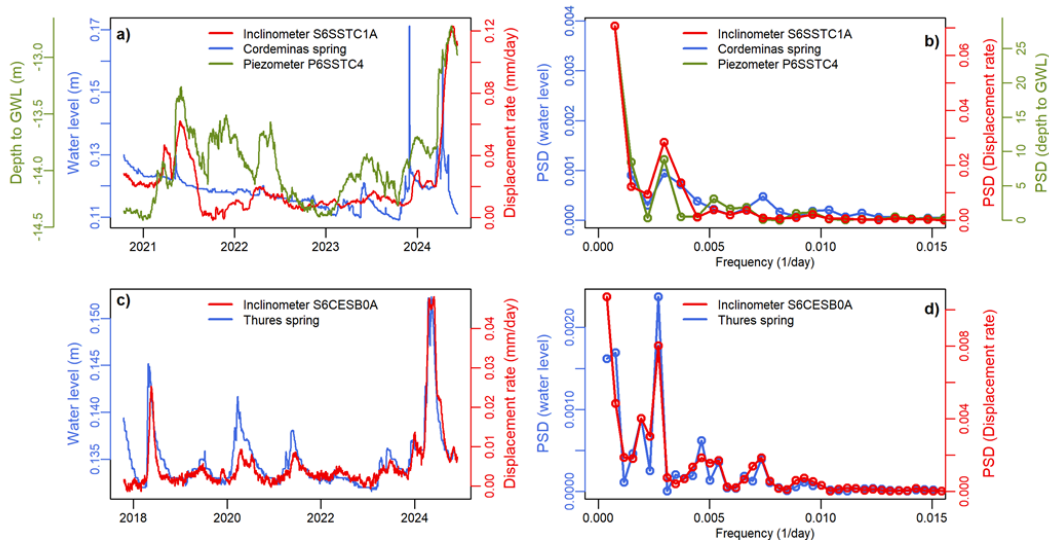 a)
Inclinometer S6SSTC1A
Cordeminas spring
Piezometer P6SSTC4
Depth to GWL (m)
-13.0
-13.5
-14.0
-14.5
Water level (m)
0.17
0.15
0.13
0.11
Displacement rate (mm/day)
0.12
0.08
0.04
0.00
2021
2022
2023
2024
b)
Inclinometer S6SSTC1A
Cordeminas spring
Piezometer P6SSTC4
PSD (water level)
0.004
0.003
0.002
0.001
0.000
PSD (Displacement rate)
0.06
0.04
0.02
0.00
PSD (depth to GWL)
25
20
15
10
5
0
0.000
0.005
0.010
0.015
Frequency (1/day)
c)
Inclinometer S6CESB0A
Thures spring
Water level (m)
0.150
0.145
0.140
0.135
Displacement rate (mm/day)
0.04
0.03
0.02
0.01
0.00
2018
2020
2022
2024
d)
Inclinometer S6CESB0A
Thures spring
PSD (water level)
0.0020
0.0010
0.0000
PSD (Displacement rate)
0.008
0.004
0.000
0.000
0.005
0.010
0.015
Frequency (1/day)